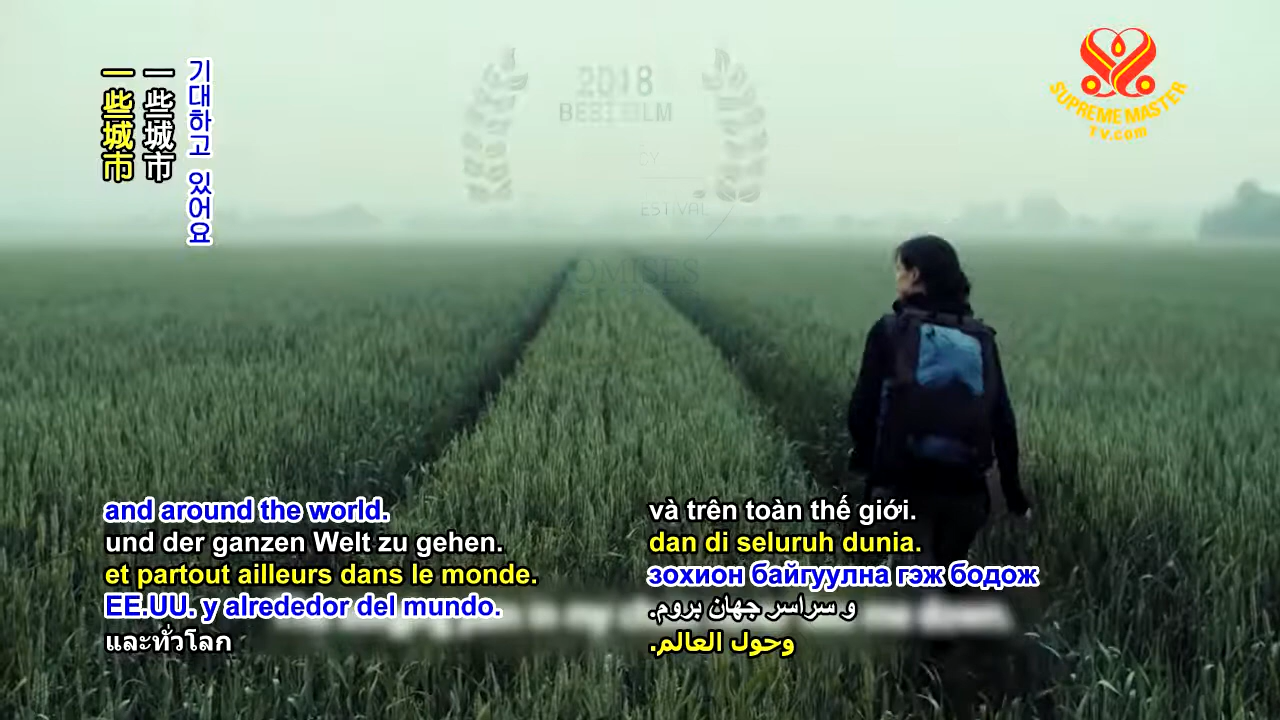 기대하고 있어요
一些城市
一些城市
SUPREME MASTER
TV.com
2018
BEST FILM
and around the world.
und der ganzen Welt zu gehen.
et partout ailleurs dans le monde.
EE.UU. y alrededor del mundo.
และทั่วโลก
và trên toàn thế giới.
dan di seluruh dunia.
зохион байгуулна гэж бодож
و سراسر جهان بروم.
وحول العالم.